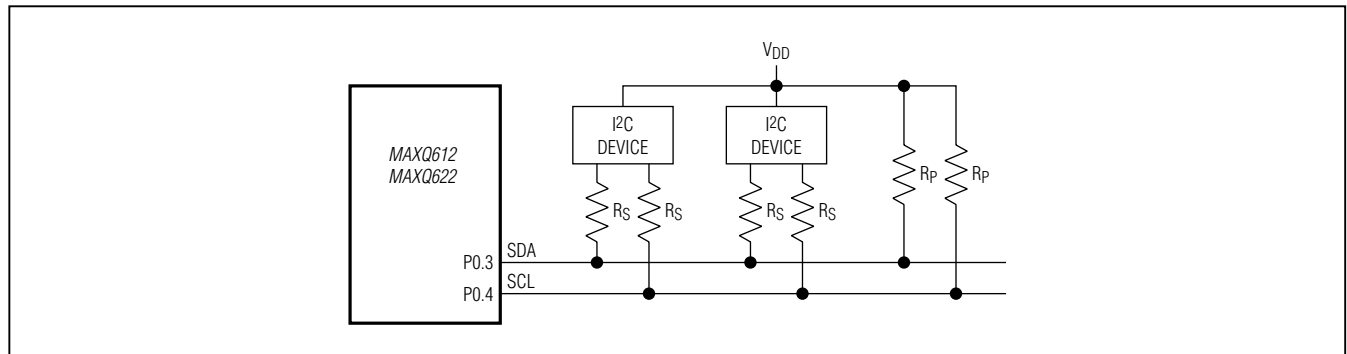 VDD
I2C
DEVICE
I2C
DEVICE
MAXQ612
MAXQ622
RP
RP
RS
RS
RS
RS
P0.3
SDA
P0.4
SCL